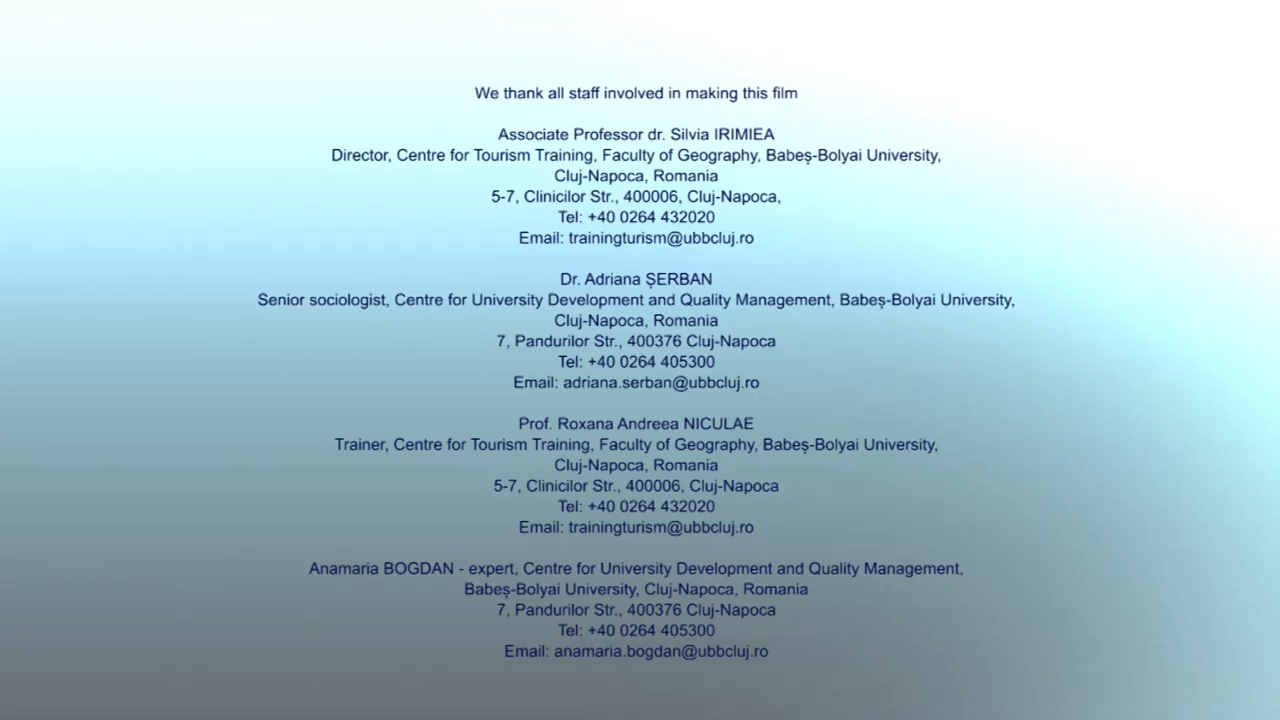 We thank all staff involved in making this film
Associate Professor dr. Silvia IRIMIEA
Director, Centre for Tourism Training, Faculty of Geography, Babeș-Bolyai University,
Cluj-Napoca, Romania
5-7, Clinicilor Str., 400006, Cluj-Napoca,
Tel: +40 0264 432020
Email: trainingturism@ubbcluj.ro
Dr. Adriana ȘERBAN
Senior sociologist, Centre for University Development and Quality Management, Babeș-Bolyai University,
Cluj-Napoca, Romania
7, Pandurilor Str., 400376 Cluj-Napoca
Tel: +40 0264 405300
Email: adriana.serban@ubbcluj.ro
Prof. Roxana Andreea NICULAE
Trainer, Centre for Tourism Training, Faculty of Geography, Babeș-Bolyai University,
Cluj-Napoca, Romania
5-7, Clinicilor Str., 400006, Cluj-Napoca
Tel: +40 0264 432020
Email: trainingturism@ubbcluj.ro
Anamaria BOGDAN - expert, Centre for University Development and Quality Management,
Babeș-Bolyai University, Cluj-Napoca, Romania
7, Pandurilor Str., 400376 Cluj-Napoca
Tel: +40 0264 405300
Email: anamaria.bogdan@ubbcluj.ro